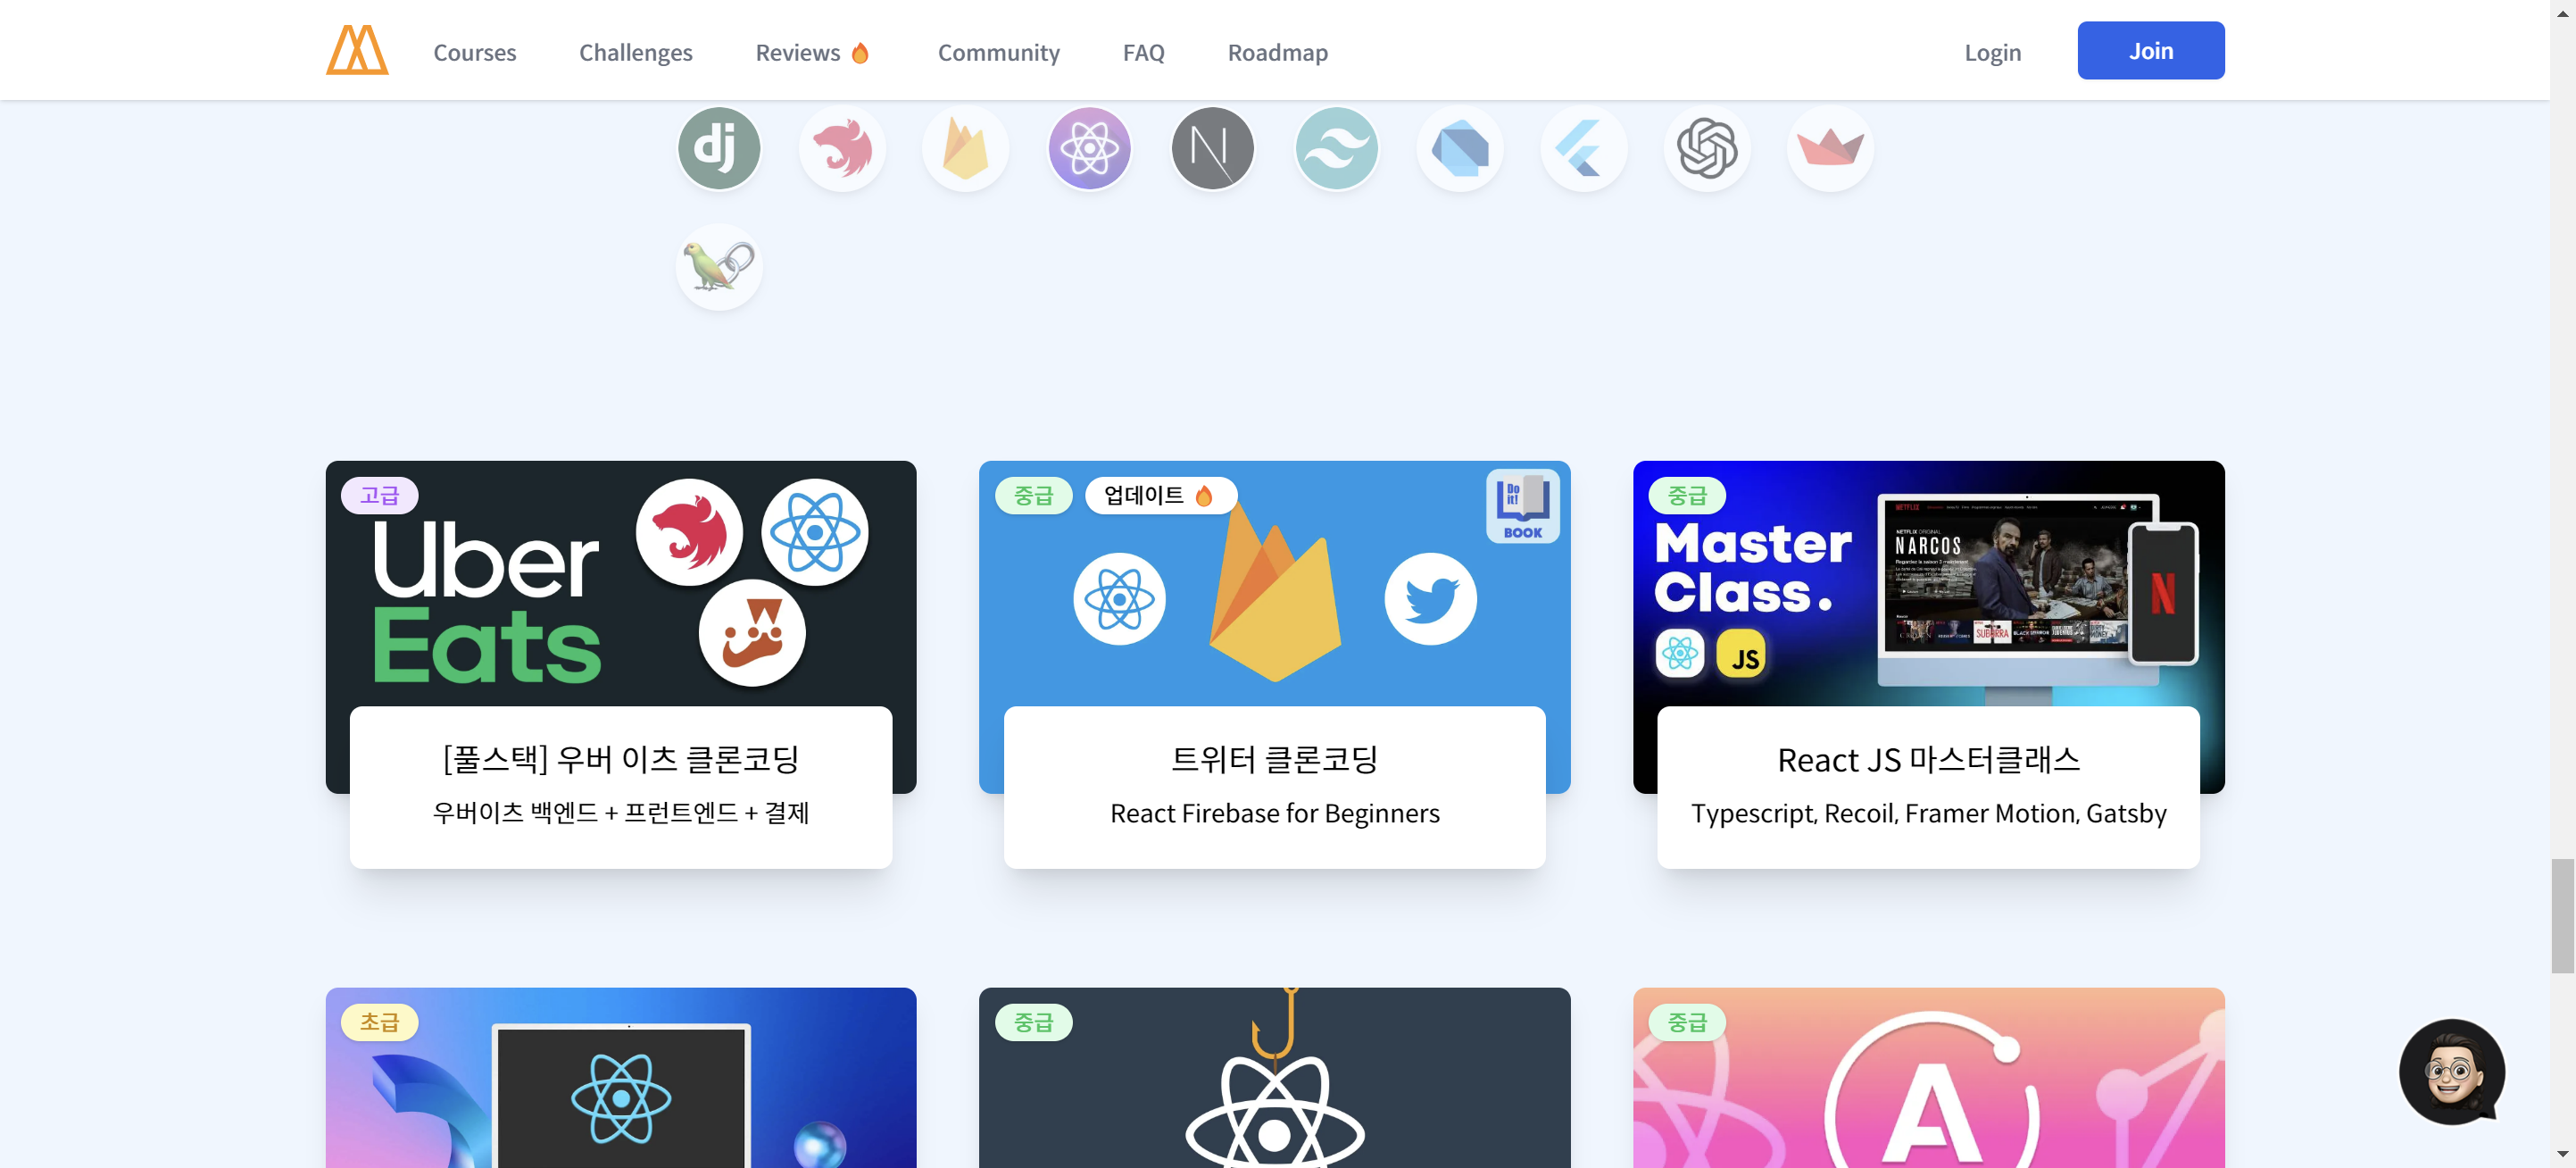 Courses
Challenges
Reviews
Community
FAQ
Roadmap
Login
Join
dj
고급
Uber
Eats
[풀스택] 우버 이츠 클론코딩
우버이츠 백엔드 + 프런트엔드 + 결제
중급
업데이트
Do
it!
BOOK
트위터 클론코딩
React Firebase for Beginners
중급
Master
Class.
JS
NETFLIX
NARCOS
N
React JS 마스터클래스
Typescript, Recoil, Framer Motion, Gatsby
초급
중급
중급
A